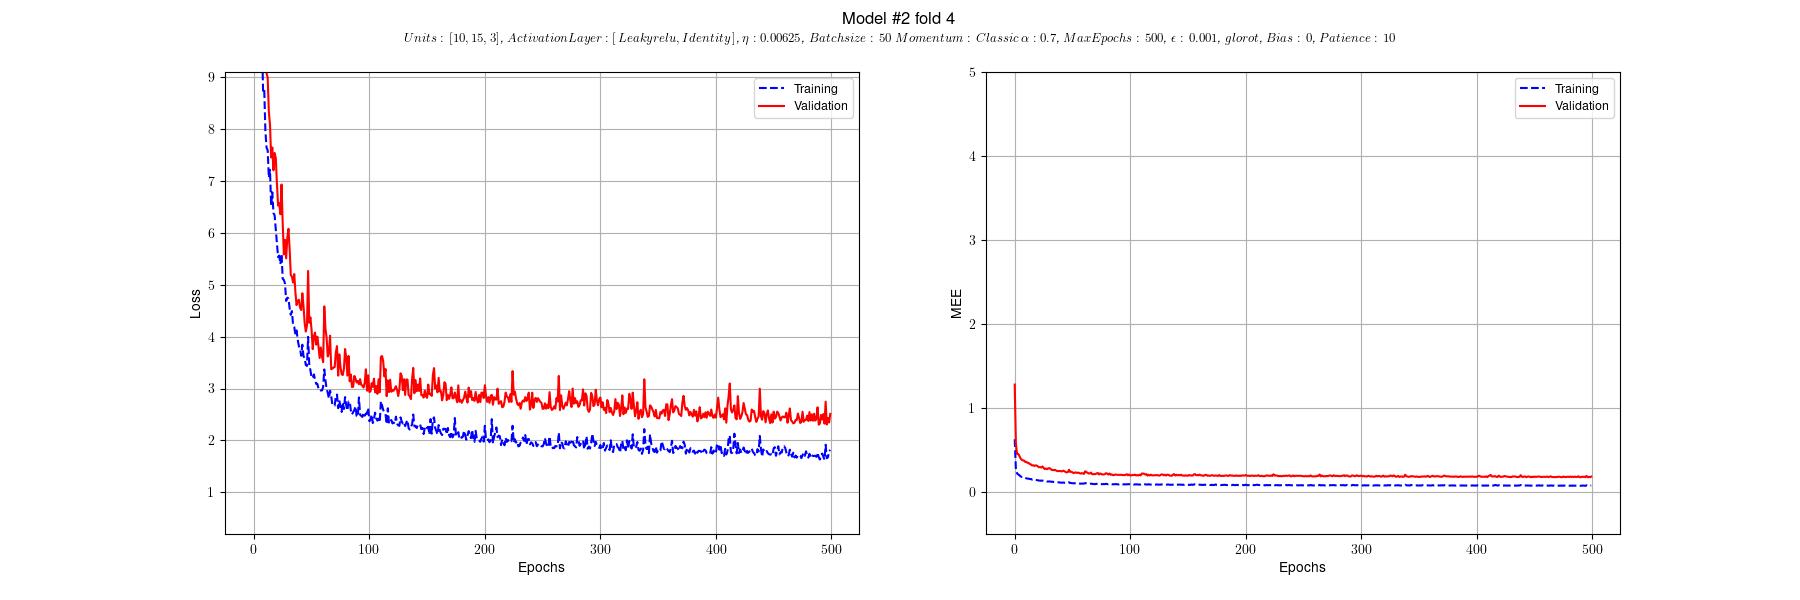 Model #2 fold 4
Units : [10, 15, 3], ActivationLayer : [ Leakyrelu, Identity], η : 0.00625, Batchsize : 50 Momentum : Classic α : 0.7, MaxEpochs : 500, ϵ : 0.001, glorot, Bias : 0, Patience : 10
9
8
7
6
5
4
3
2
1
Loss
0 100 200 300 400 500
Epochs
Training
Validation
5
4
3
2
1
0
MEE
0 100 200 300 400 500
Epochs
Training
Validation